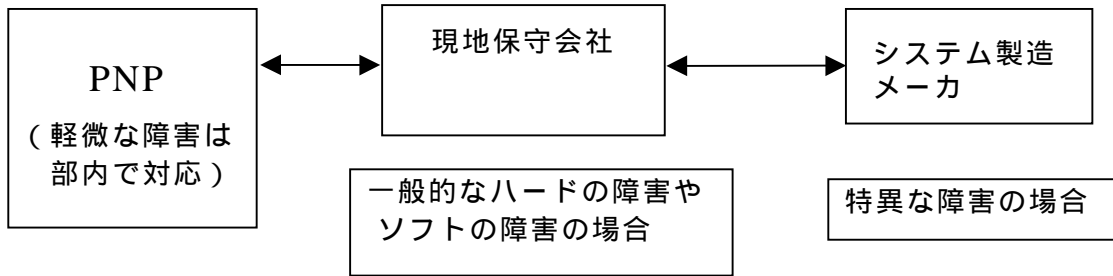 PNP
（軽微な障害は
部内で対応）
現地保守会社
システム製造
メーカ
一般的なハードの障害や
ソフトの障害の場合
特異な障害の場合